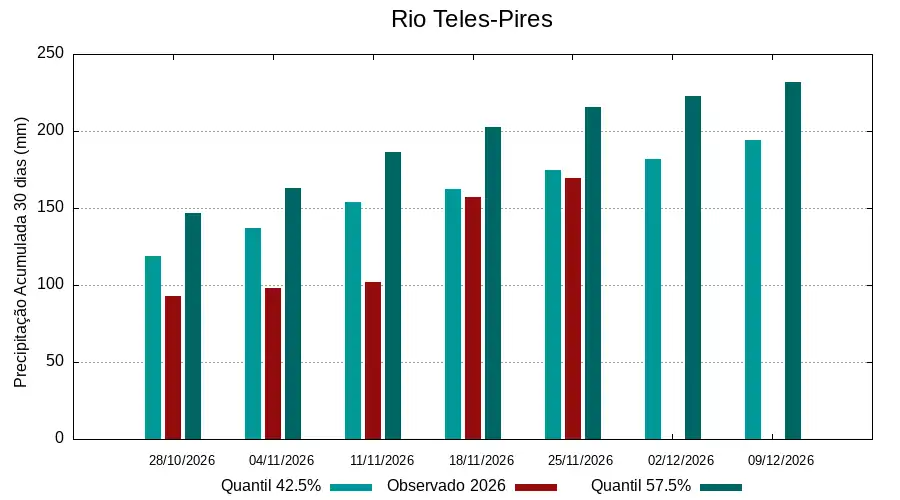 Rio Teles-Pires
Precipitação Acumulada 30 dias (mm)
250
200
150
100
50
0
28/10/2026 04/11/2026 11/11/2026 18/11/2026 25/11/2026 02/12/2026 09/12/2026
Quantil 42.5% Observado 2026 Quantil 57.5%